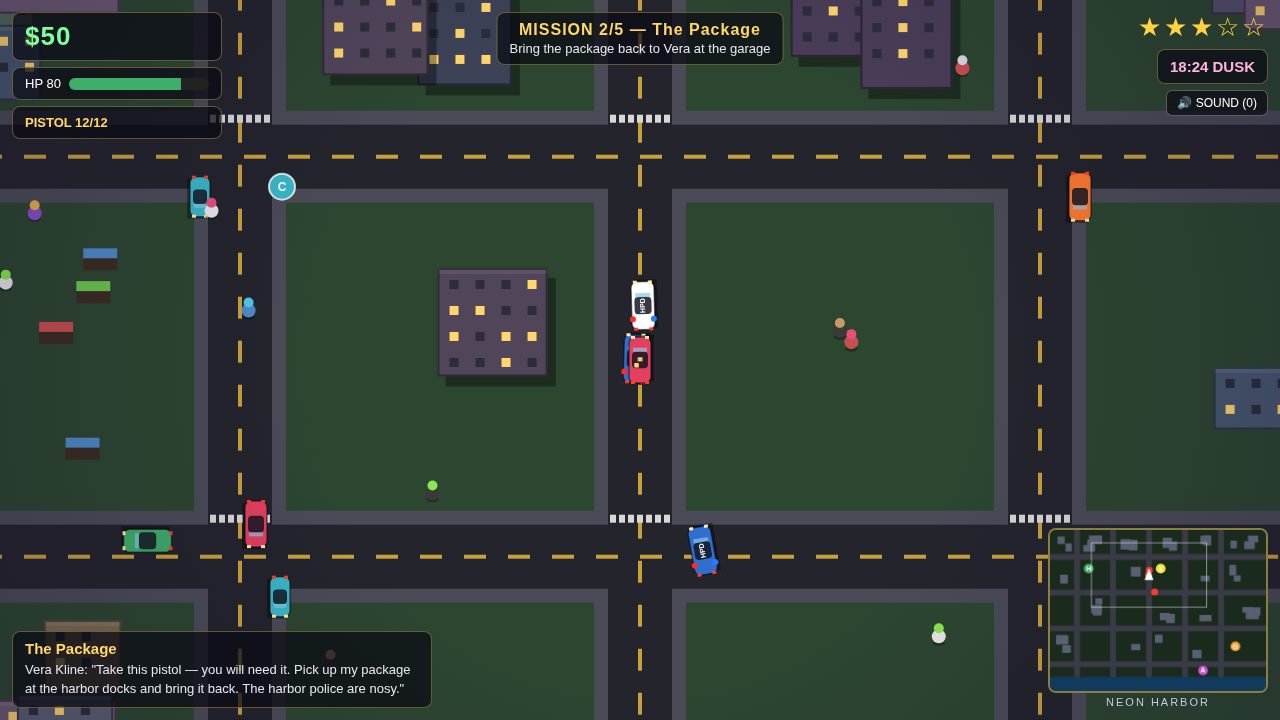 $50
HP 80
PISTOL 12/12
MISSION 2/5 — The Package
Bring the package back to Vera at the garage
★★★☆☆
18:24 DUSK
🔊 SOUND (0)
C
HPD
HPD
The Package
Vera Kline: "Take this pistol — you will need it. Pick up my package
at the harbor docks and bring it back. The harbor police are nosy."
H
G
A
NEON HARBOR